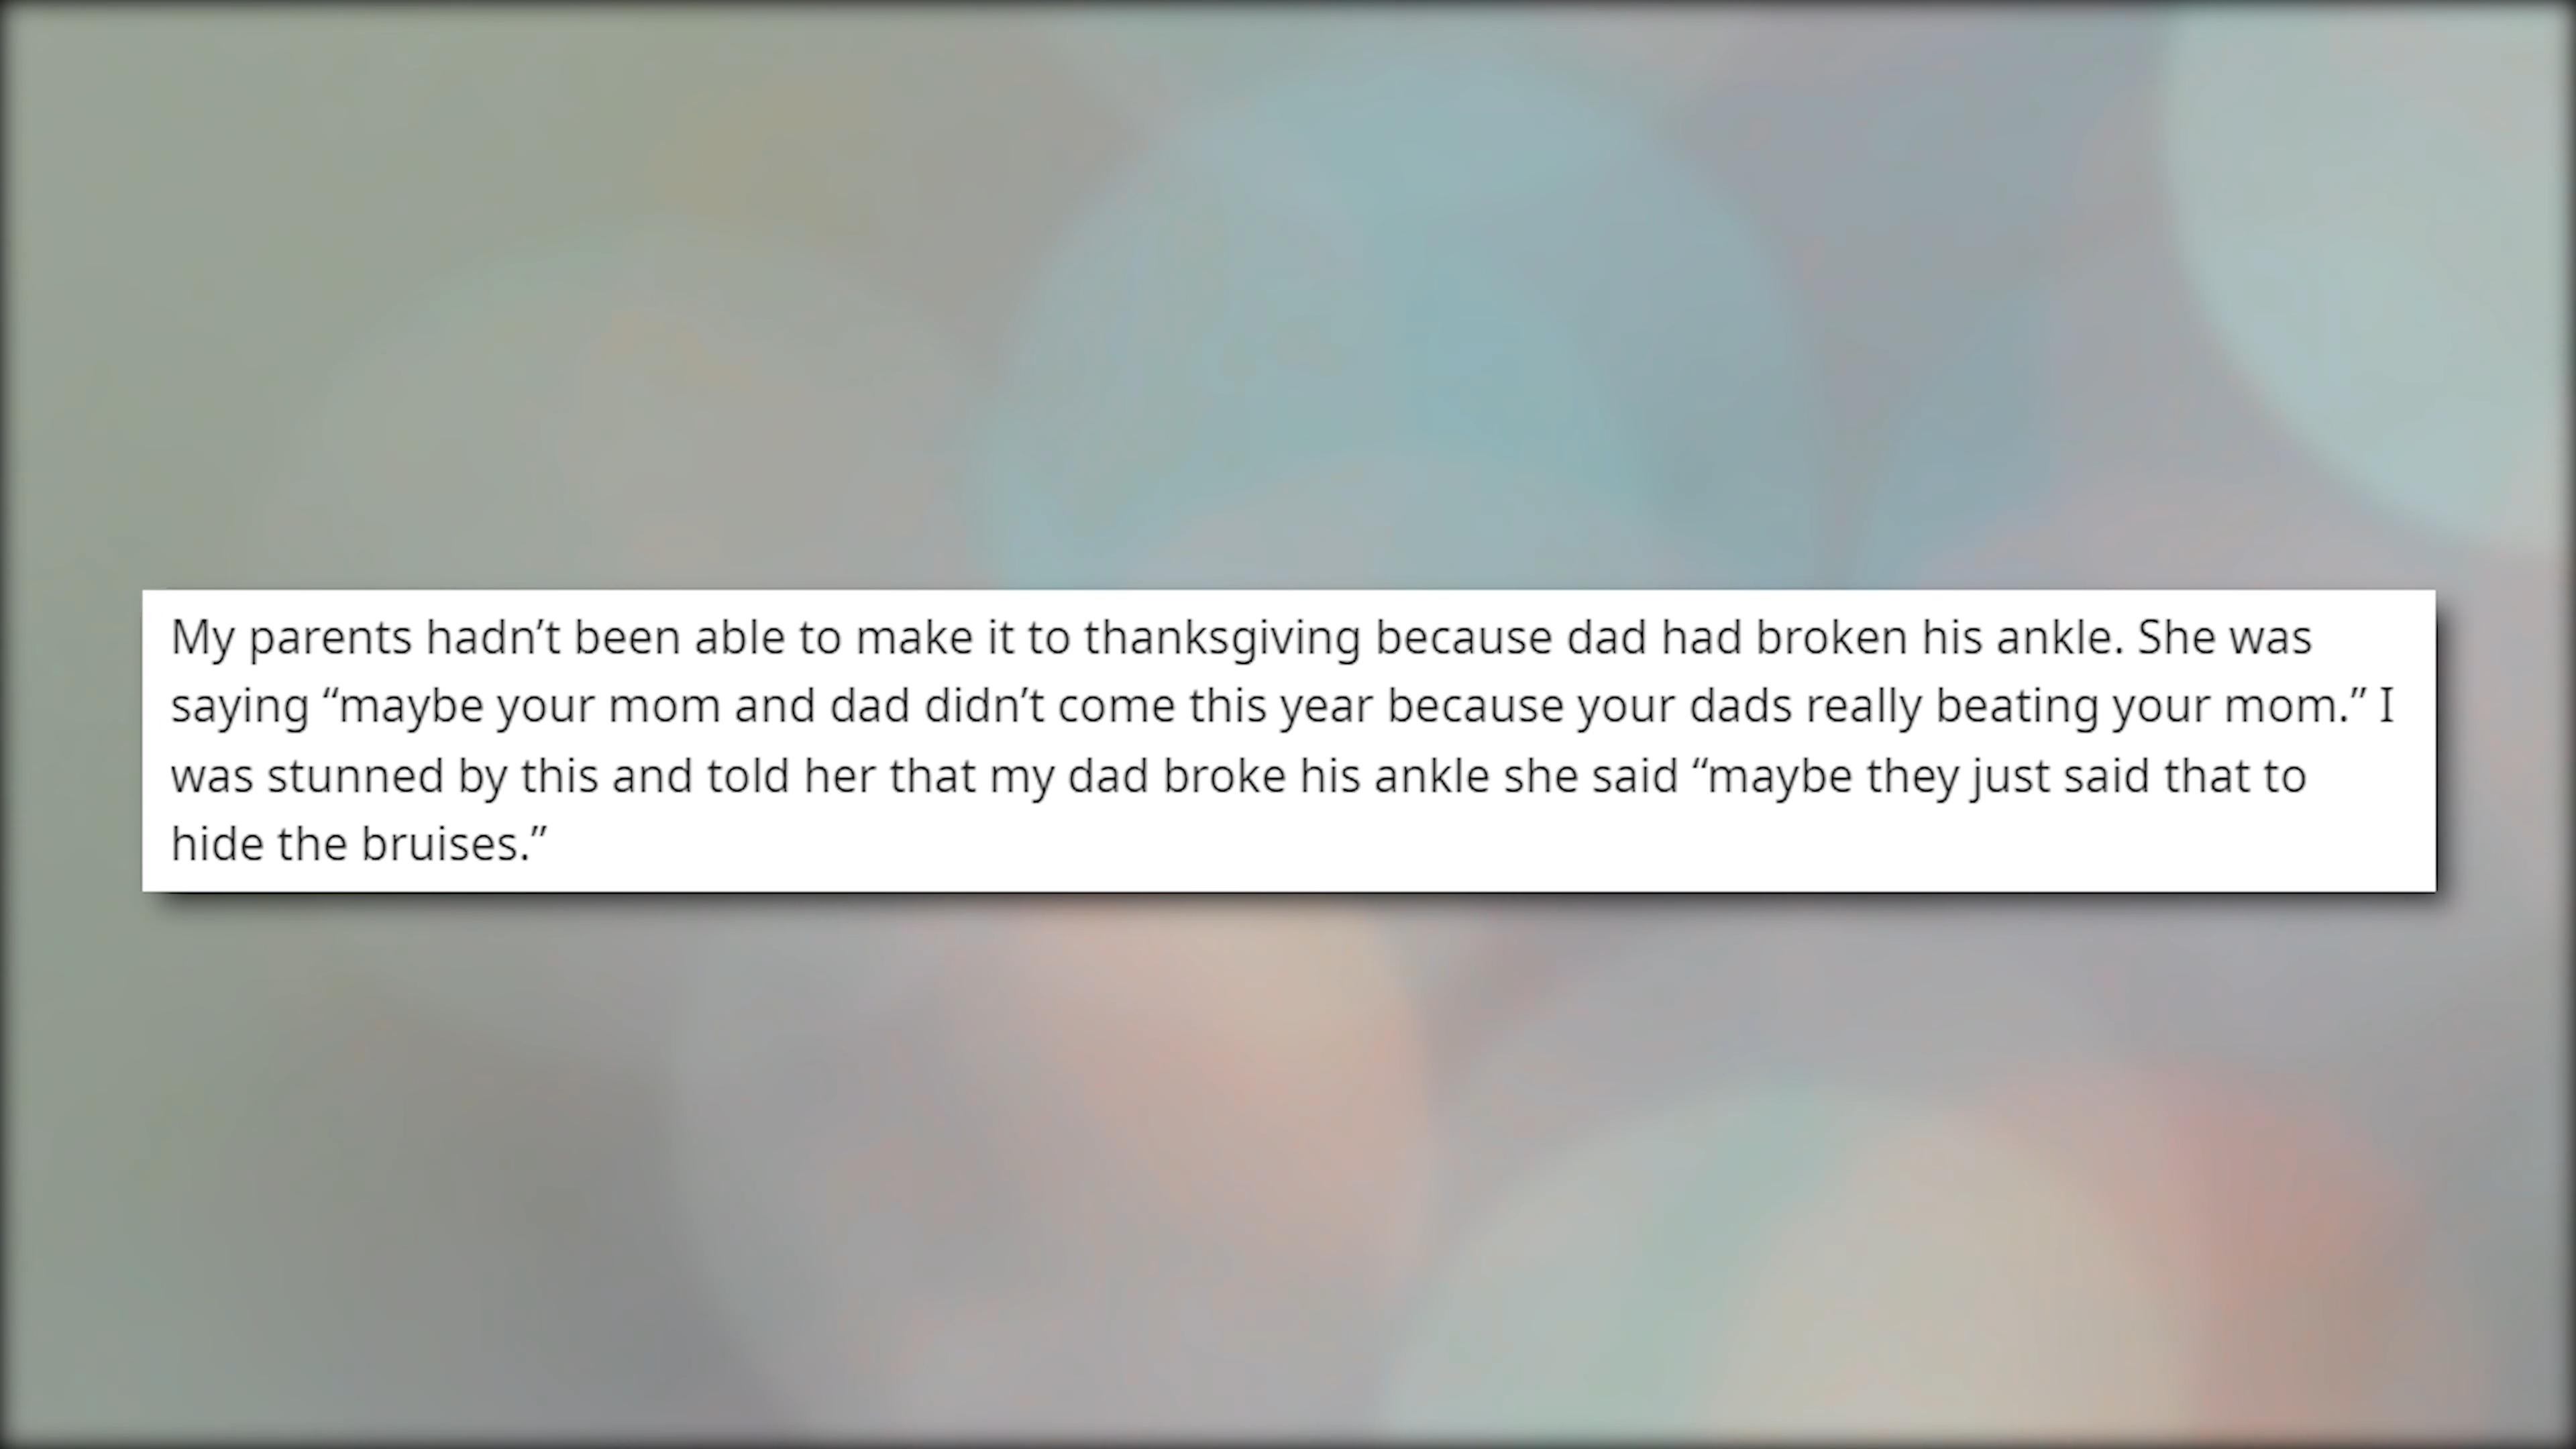 My parents hadn’t been able to make it to thanksgiving because dad had broken his ankle. She was
saying “maybe your mom and dad didn’t come this year because your dads really beating your mom.” I
was stunned by this and told her that my dad broke his ankle she said “maybe they just said that to
hide the bruises.”